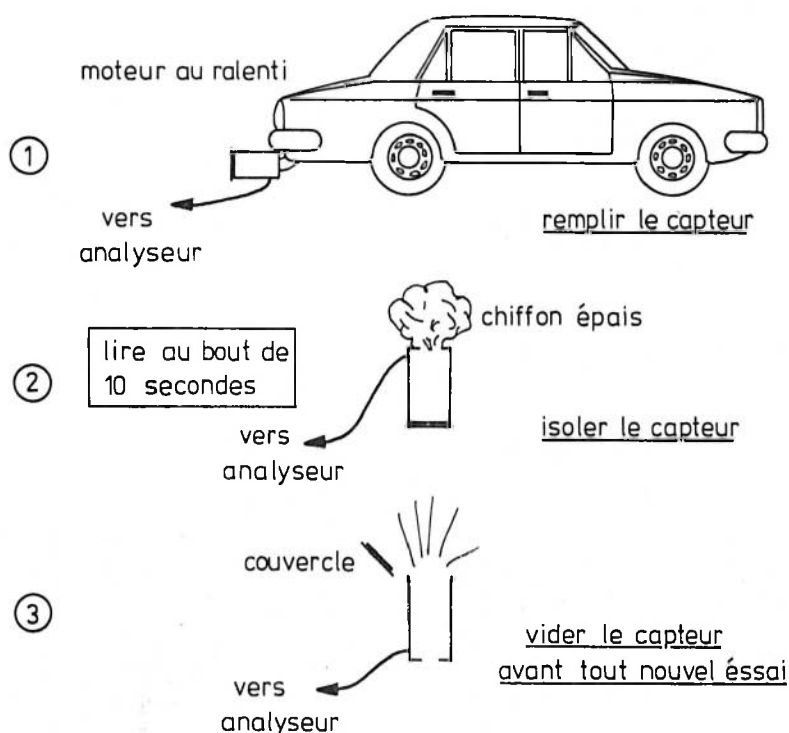 moteur au ralenti
1
vers
analyseur
remplir le capteur
chiffon épais
lire au bout de
10 secondes
2
vers
analyseur
isoler le capteur
couvercle
3
vider le capteur
avant tout nouvel éssai
vers
analyseur